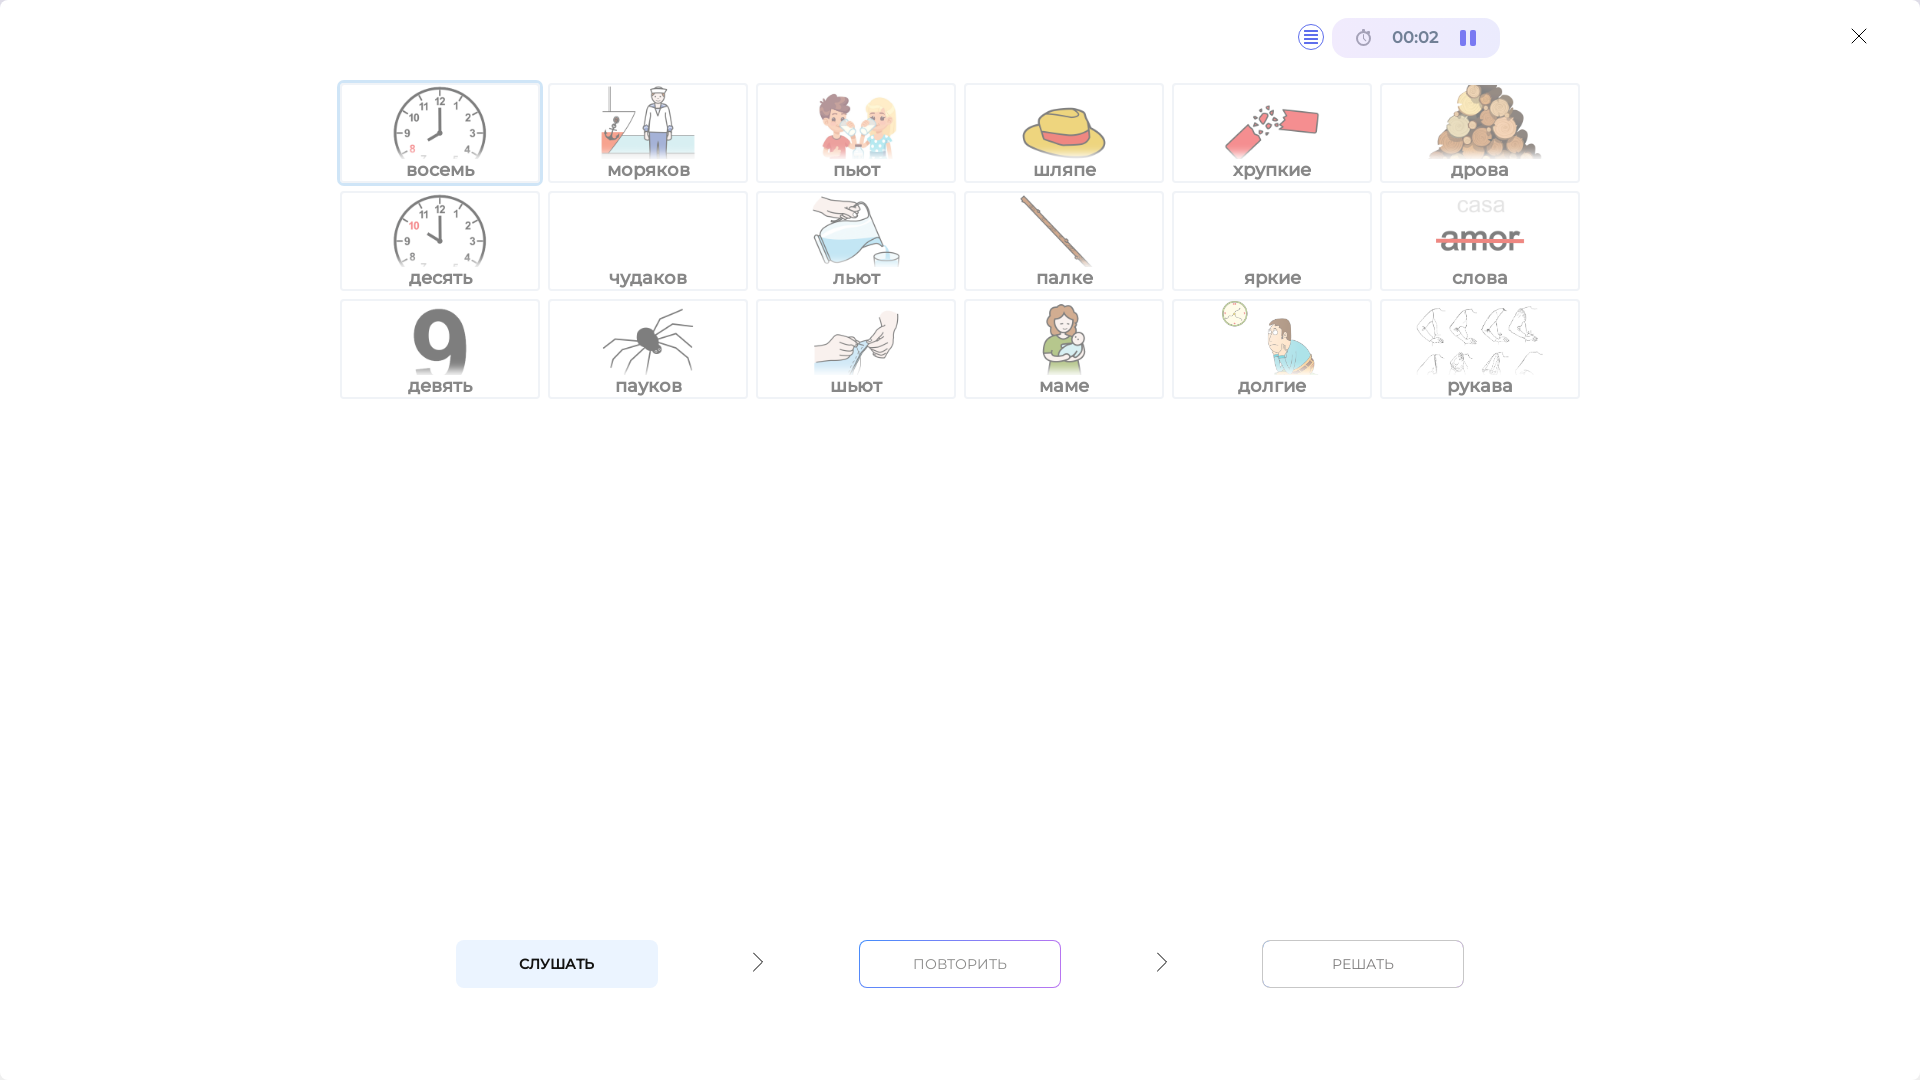 00:02
восемь
моряков
пьют
шляпе
хрупкие
дрова
десять
чудаков
льют
палке
яркие
casa
amor
слова
девять
пауков
шьют
маме
долгие
рукава
СЛУШАТЬ
ПОВТОРИТЬ
РЕШАТЬ